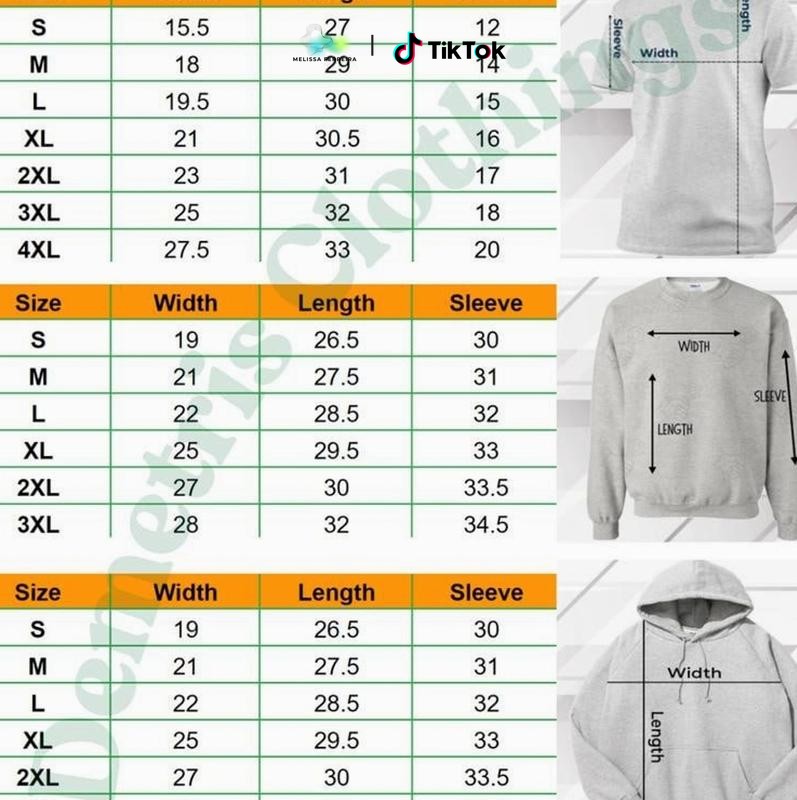 S 15.5 27 12
MELISSA FERREIRA | TikTok
M 18 29 14
L 19.5 30 15
XL 21 30.5 16
2XL 23 31 17
3XL 25 32 18
4XL 27.5 33 20
Sleeve
Width
ength
Size Width Length Sleeve
S 19 26.5 30
M 21 27.5 31
L 22 28.5 32
XL 25 29.5 33
2XL 27 30 33.5
3XL 28 32 34.5
WIDTH
SLEEVE
LENGTH
Size Width Length Sleeve
S 19 26.5 30
M 21 27.5 31
L 22 28.5 32
XL 25 29.5 33
2XL 27 30 33.5
Width
Length
Demetris Clothings